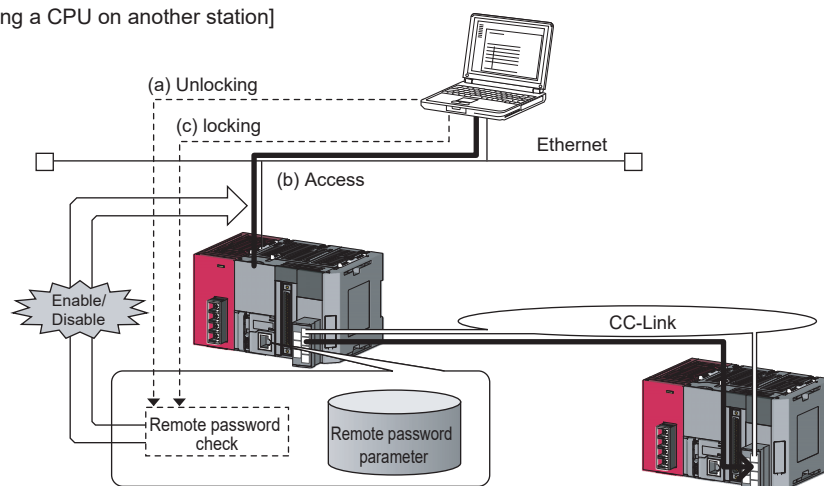 ng a CPU on another station]
(a) Unlocking
(c) locking
Ethernet
(b) Access
Enable/
Disable
CC-Link
Remote password
check
Remote password
parameter